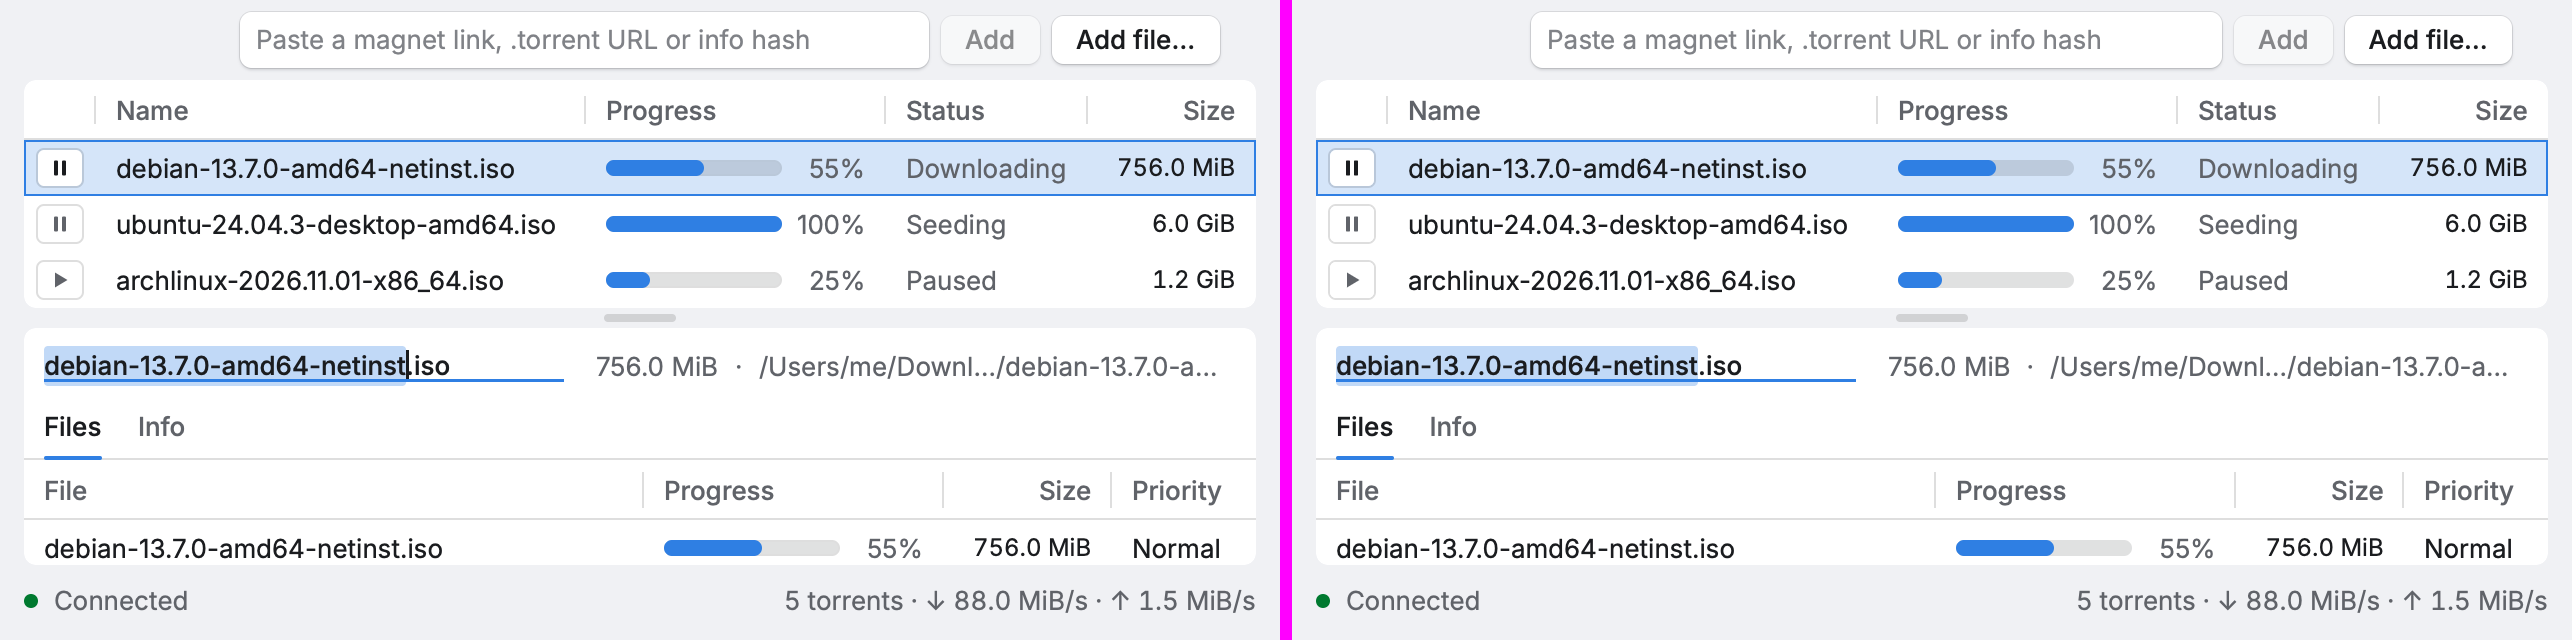 Paste a magnet link, .torrent URL or info hash Add Add file...
Name Progress Status Size
debian-13.7.0-amd64-netinst.iso 55% Downloading 756.0 MiB
ubuntu-24.04.3-desktop-amd64.iso 100% Seeding 6.0 GiB
archlinux-2026.11.01-x86_64.iso 25% Paused 1.2 GiB
debian-13.7.0-amd64-netinst.iso 756.0 MiB · /Users/me/Downl.../debian-13.7.0-a...
Files Info
File Progress Size Priority
debian-13.7.0-amd64-netinst.iso 55% 756.0 MiB Normal
Connected 5 torrents · ↓ 88.0 MiB/s · ↑ 1.5 MiB/s
Paste a magnet link, .torrent URL or info hash Add Add file...
Name Progress Status Size
debian-13.7.0-amd64-netinst.iso 55% Downloading 756.0 MiB
ubuntu-24.04.3-desktop-amd64.iso 100% Seeding 6.0 GiB
archlinux-2026.11.01-x86_64.iso 25% Paused 1.2 GiB
debian-13.7.0-amd64-netinst.iso 756.0 MiB · /Users/me/Downl.../debian-13.7.0-a...
Files Info
File Progress Size Priority
debian-13.7.0-amd64-netinst.iso 55% 756.0 MiB Normal
Connected 5 torrents · ↓ 88.0 MiB/s · ↑ 1.5 MiB/s